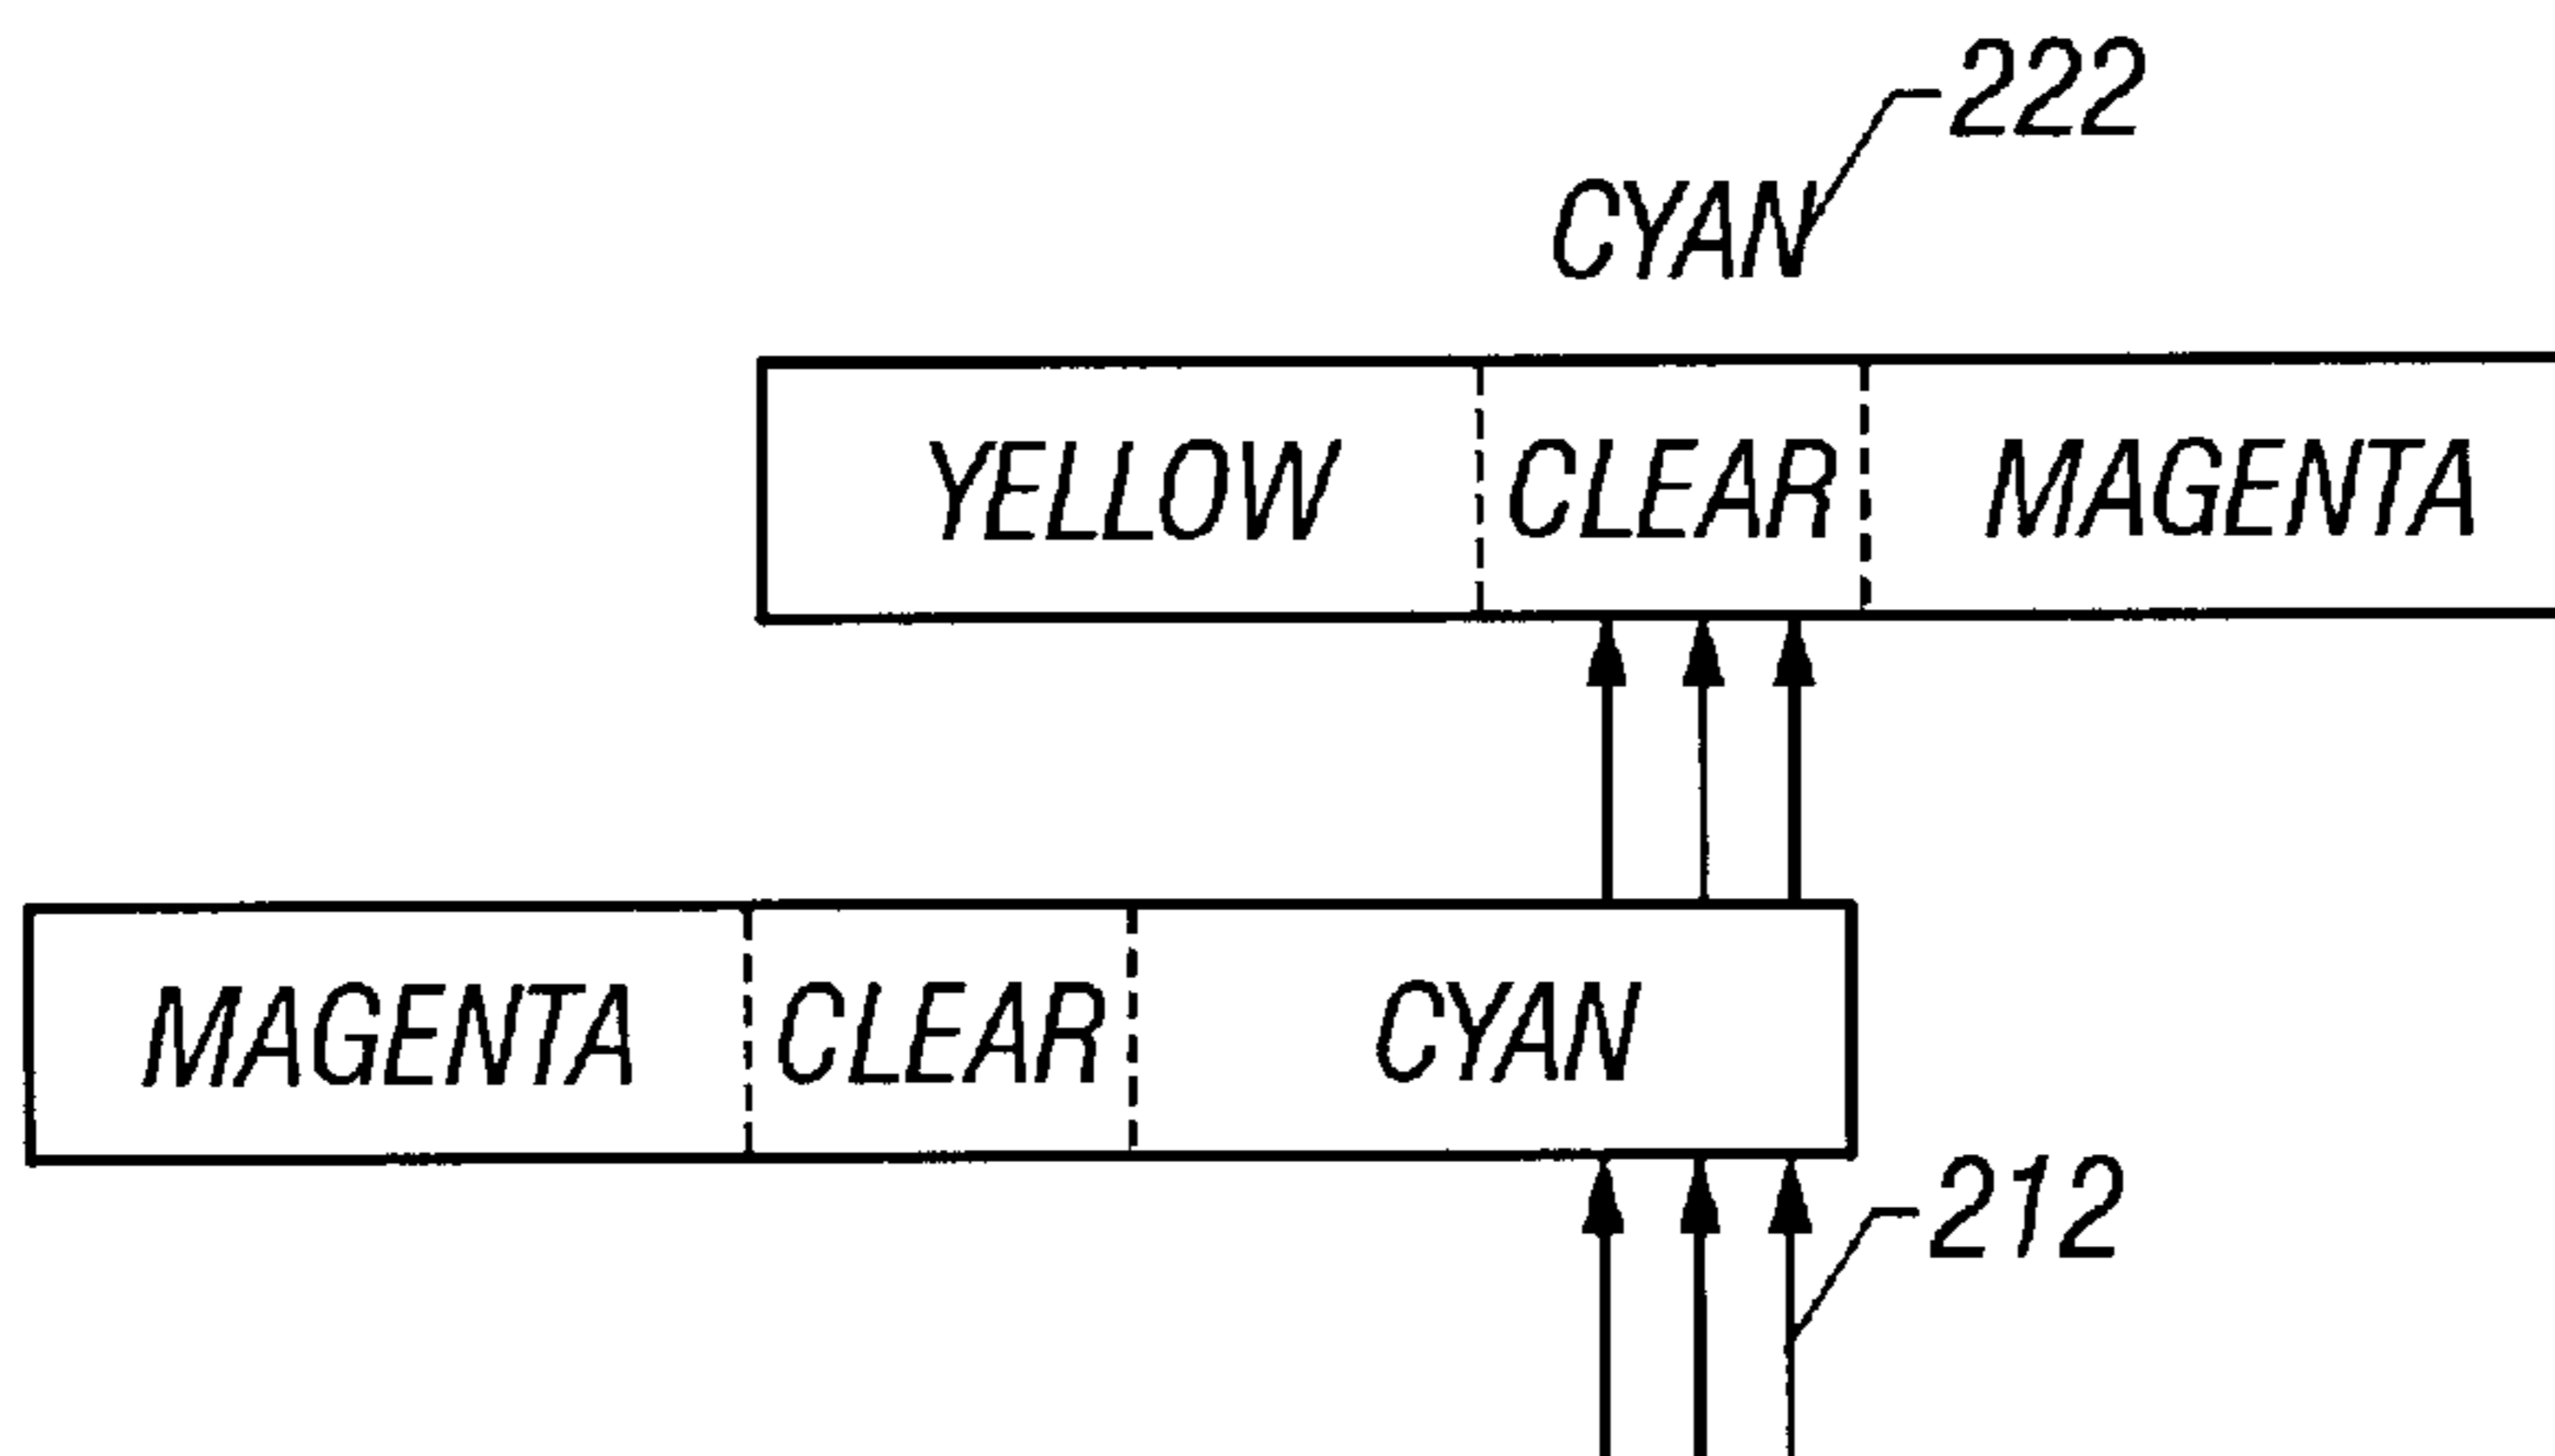 222
CYAN
YELLOW CLEAR MAGENTA
MAGENTA CLEAR CYAN
212